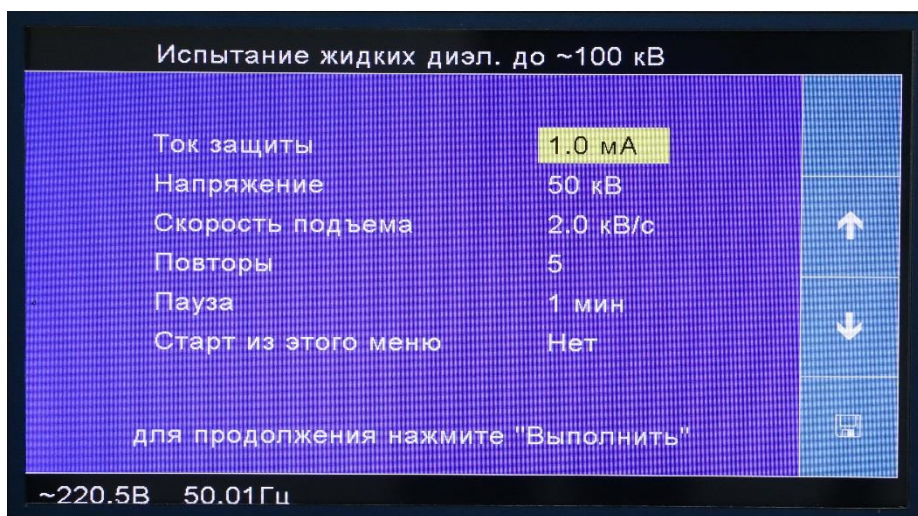 Испытание жидких диэл. до ~100 кВ
Ток защиты 1.0 мА
Напряжение 50 кВ
Скорость подъема 2.0 кВ/с
Повторы 5
Пауза 1 мин
Старт из этого меню Нет
для продолжения нажмите "Выполнить"
~220.5В 50.01Гц